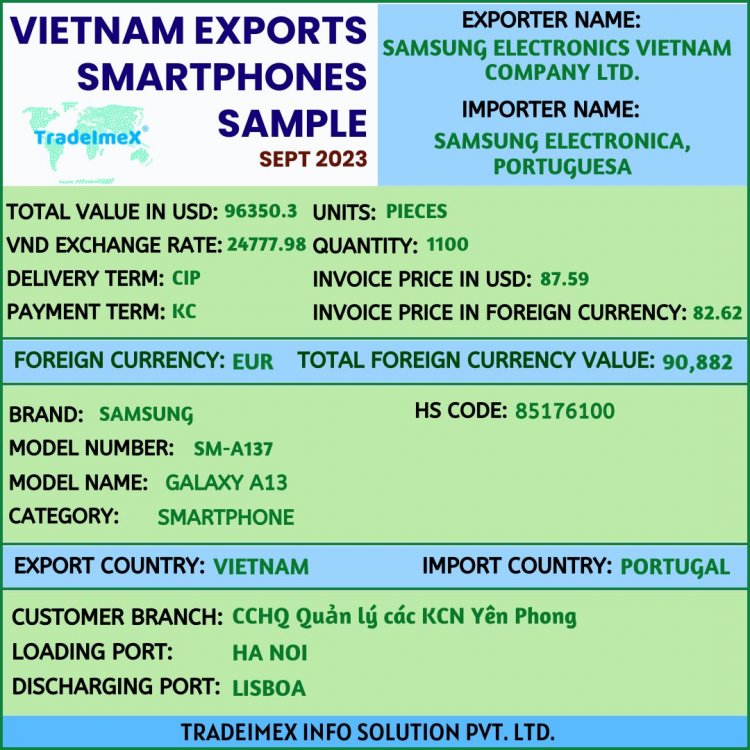 VIETNAM EXPORTS
SMARTPHONES
SAMPLE
SEPT 2023
TradeImeX®
EXPORTER NAME:
SAMSUNG ELECTRONICS VIETNAM
COMPANY LTD.
IMPORTER NAME:
SAMSUNG ELECTRONICA,
PORTUGUESA
TOTAL VALUE IN USD: 96350.3 UNITS: PIECES
VND EXCHANGE RATE: 24777.98 QUANTITY: 1100
DELIVERY TERM: CIP INVOICE PRICE IN USD: 87.59
PAYMENT TERM: KC INVOICE PRICE IN FOREIGN CURRENCY: 82.62
FOREIGN CURRENCY: EUR TOTAL FOREIGN CURRENCY VALUE: 90,882
BRAND: SAMSUNG HS CODE: 85176100
MODEL NUMBER: SM-A137
MODEL NAME: GALAXY A13
CATEGORY: SMARTPHONE
EXPORT COUNTRY: VIETNAM IMPORT COUNTRY: PORTUGAL
CUSTOMER BRANCH: CCHQ Quản lý các KCN Yên Phong
LOADING PORT: HA NOI
DISCHARGING PORT: LISBOA
TRADEIMEX INFO SOLUTION PVT. LTD.